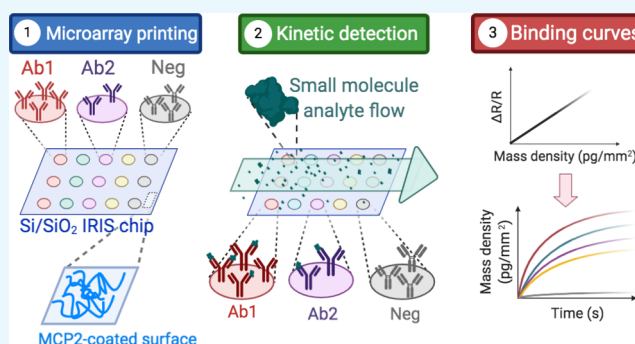 1 Microarray printing
Ab1 Ab2 Neg
Si/SiO₂ IRIS chip
MCP2-coated surface
2 Kinetic detection
Small molecule
analyte flow
Ab1 Ab2 Neg
3 Binding curves
ΔR/R
Mass density (pg/mm²)
Mass density
(pg/mm²)
Time (s)